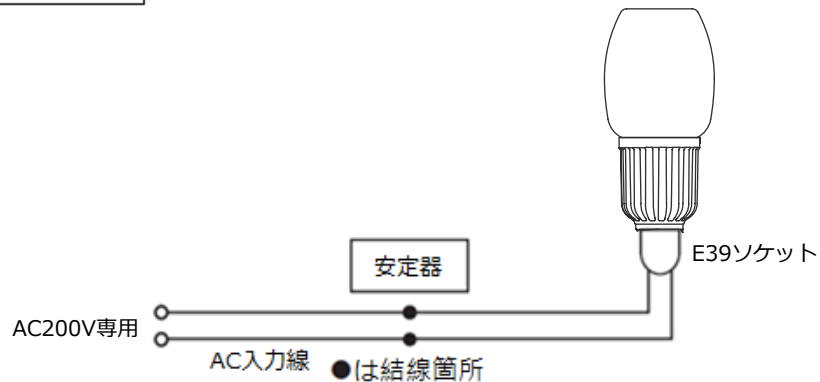 安定器
E39ソケット
AC200V専用
AC入力線
●は結線箇所